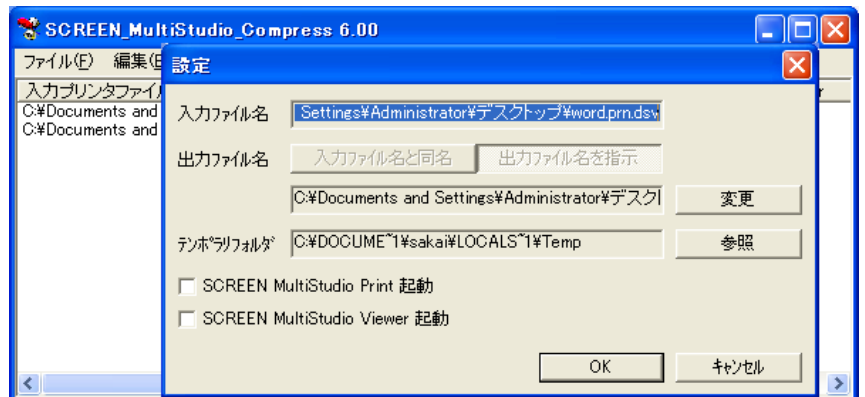 SCREEN_MultiStudio_Compress 6.00
ファイル(F) 編集(E
設定
入力プリンタファイル
C:¥Documents and
C:¥Documents and
入力ファイル名 Settings¥Administrator¥デスクトップ¥word.prn.dsv
出力ファイル名 入力ファイル名と同名 出力ファイル名を指示
C:¥Documents and Settings¥Administrator¥デスク 変更
テンポラリフォルダ C:¥DOCUME~1¥sakai¥LOCALS~1¥Temp 参照
SCREEN MultiStudio Print 起動
SCREEN MultiStudio Viewer 起動
OK キャンセル